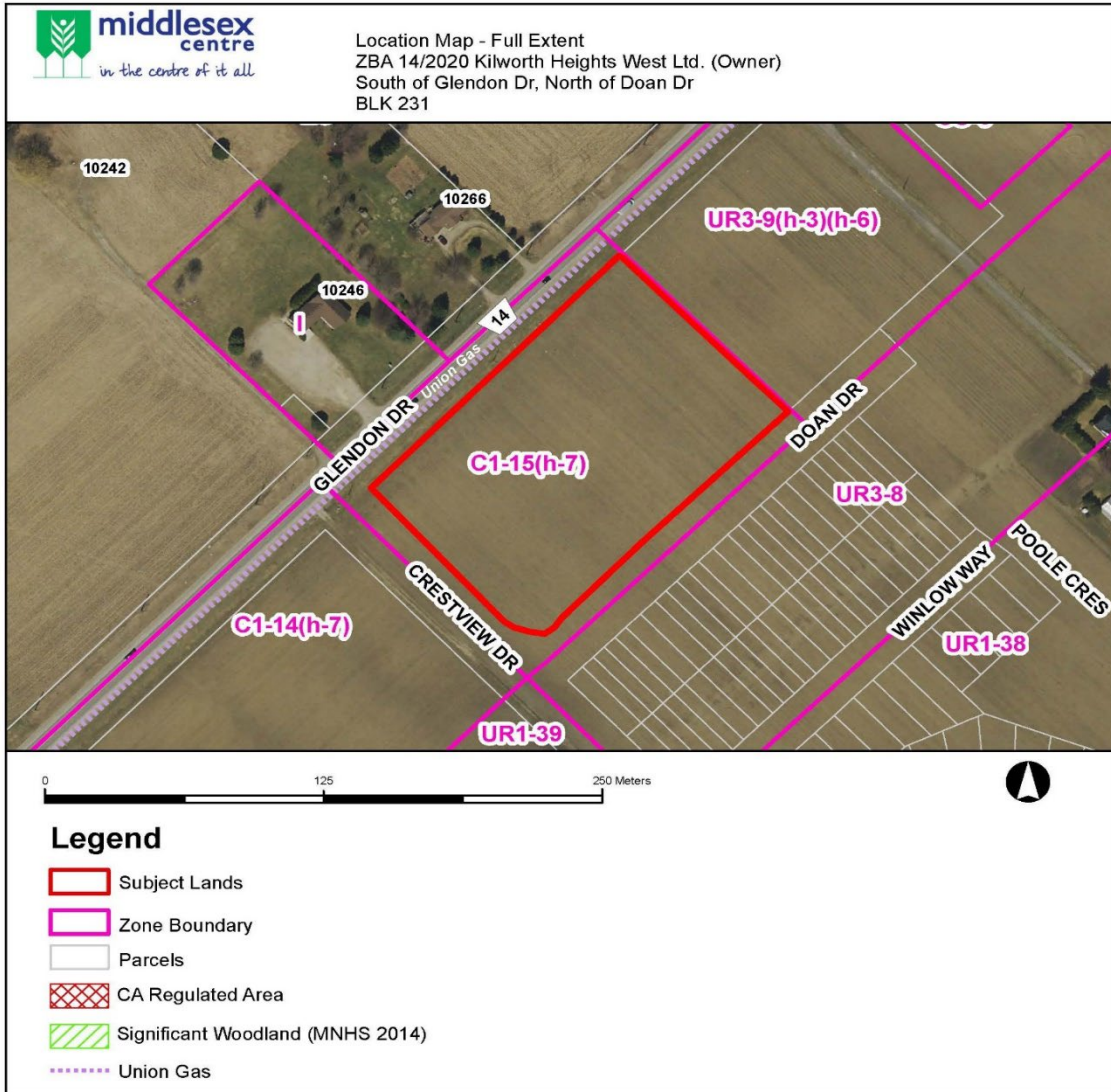 middlesex
centre
in the centre of it all
Location Map - Full Extent
ZBA 14/2020 Kilworth Heights West Ltd. (Owner)
South of Glendon Dr, North of Doan Dr
BLK 231
10242
10266
UR3-9(h-3)(h-6)
10246
I
14
Union Gas
GLENDON DR
DOAN DR
C1-15(h-7)
UR3-8
POOLE CRES
WINLOW WAY
CRESTVIEW DR
C1-14(h-7)
UR1-38
UR1-39
0 125 250 Meters
Legend
Subject Lands
Zone Boundary
Parcels
CA Regulated Area
Significant Woodland (MNHS 2014)
Union Gas